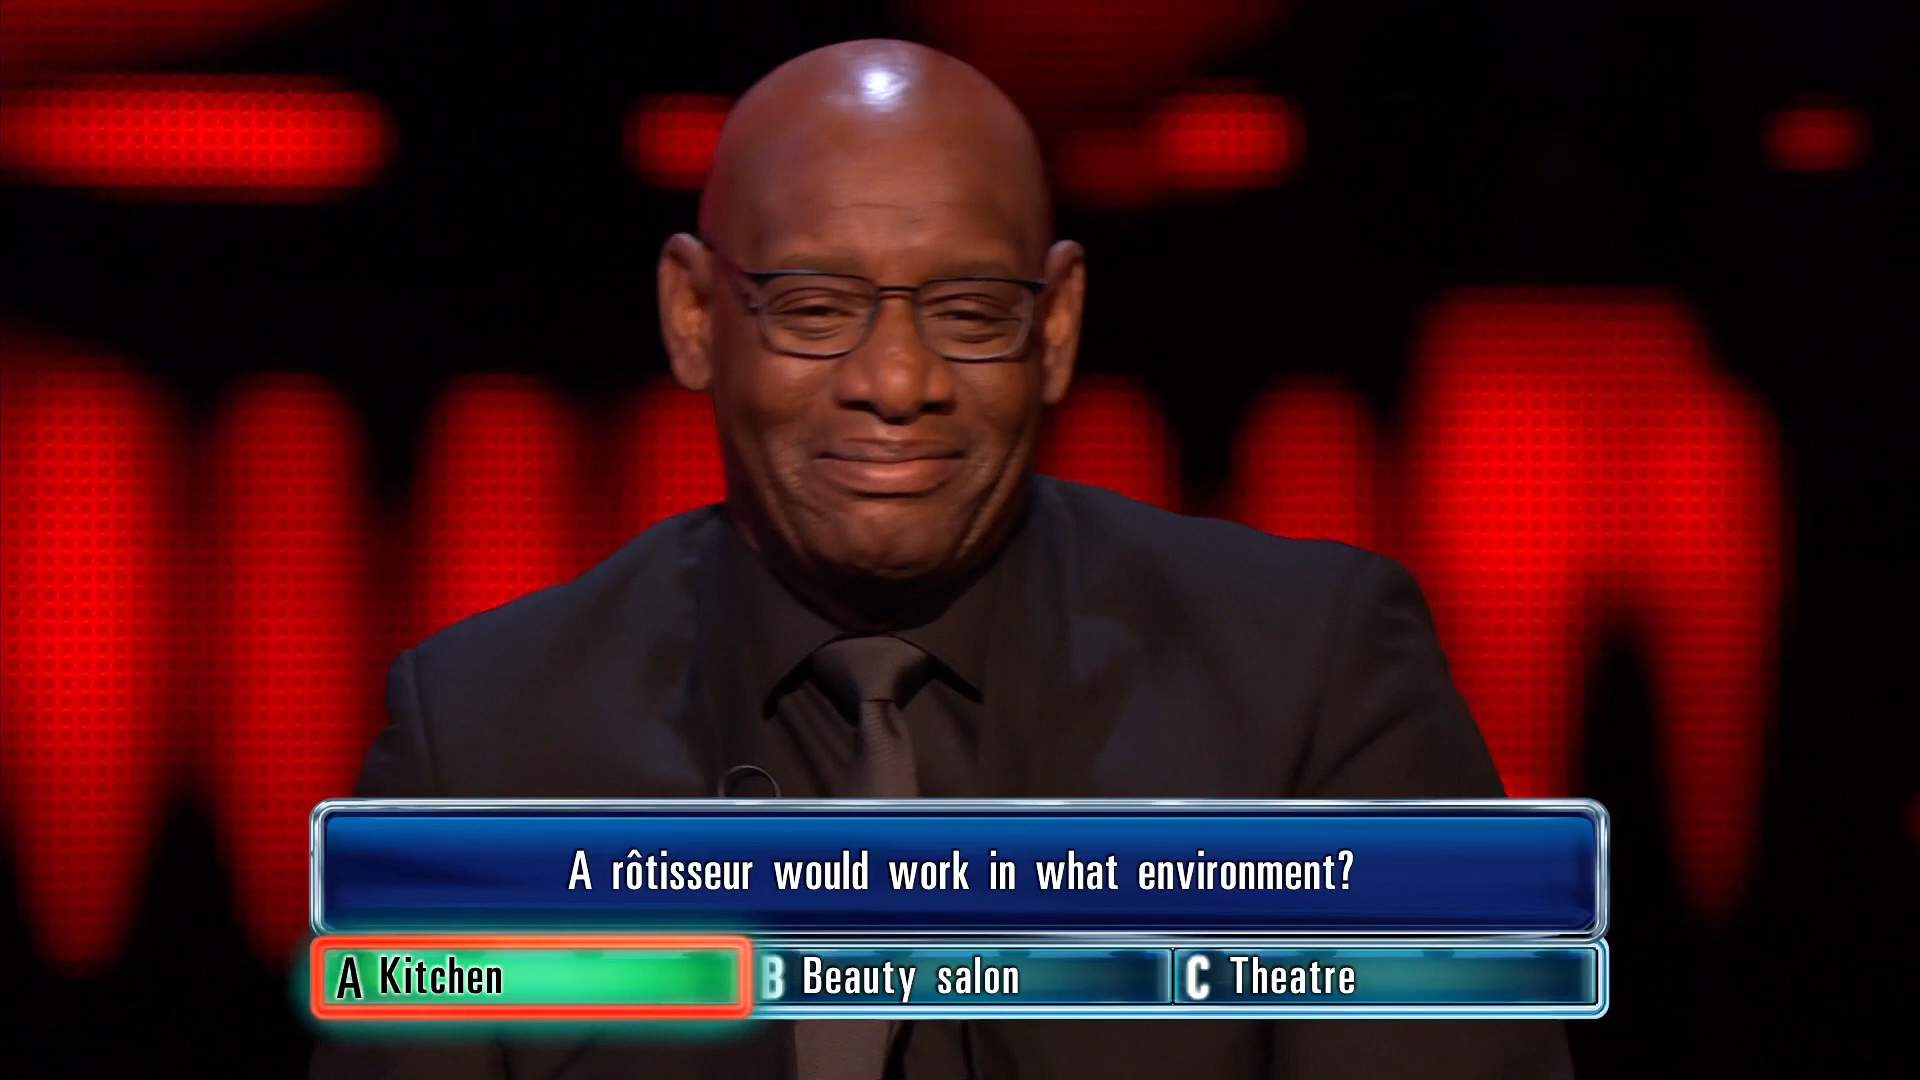 A rôtisseur would work in what environment?
A Kitchen
B Beauty salon
C Theatre